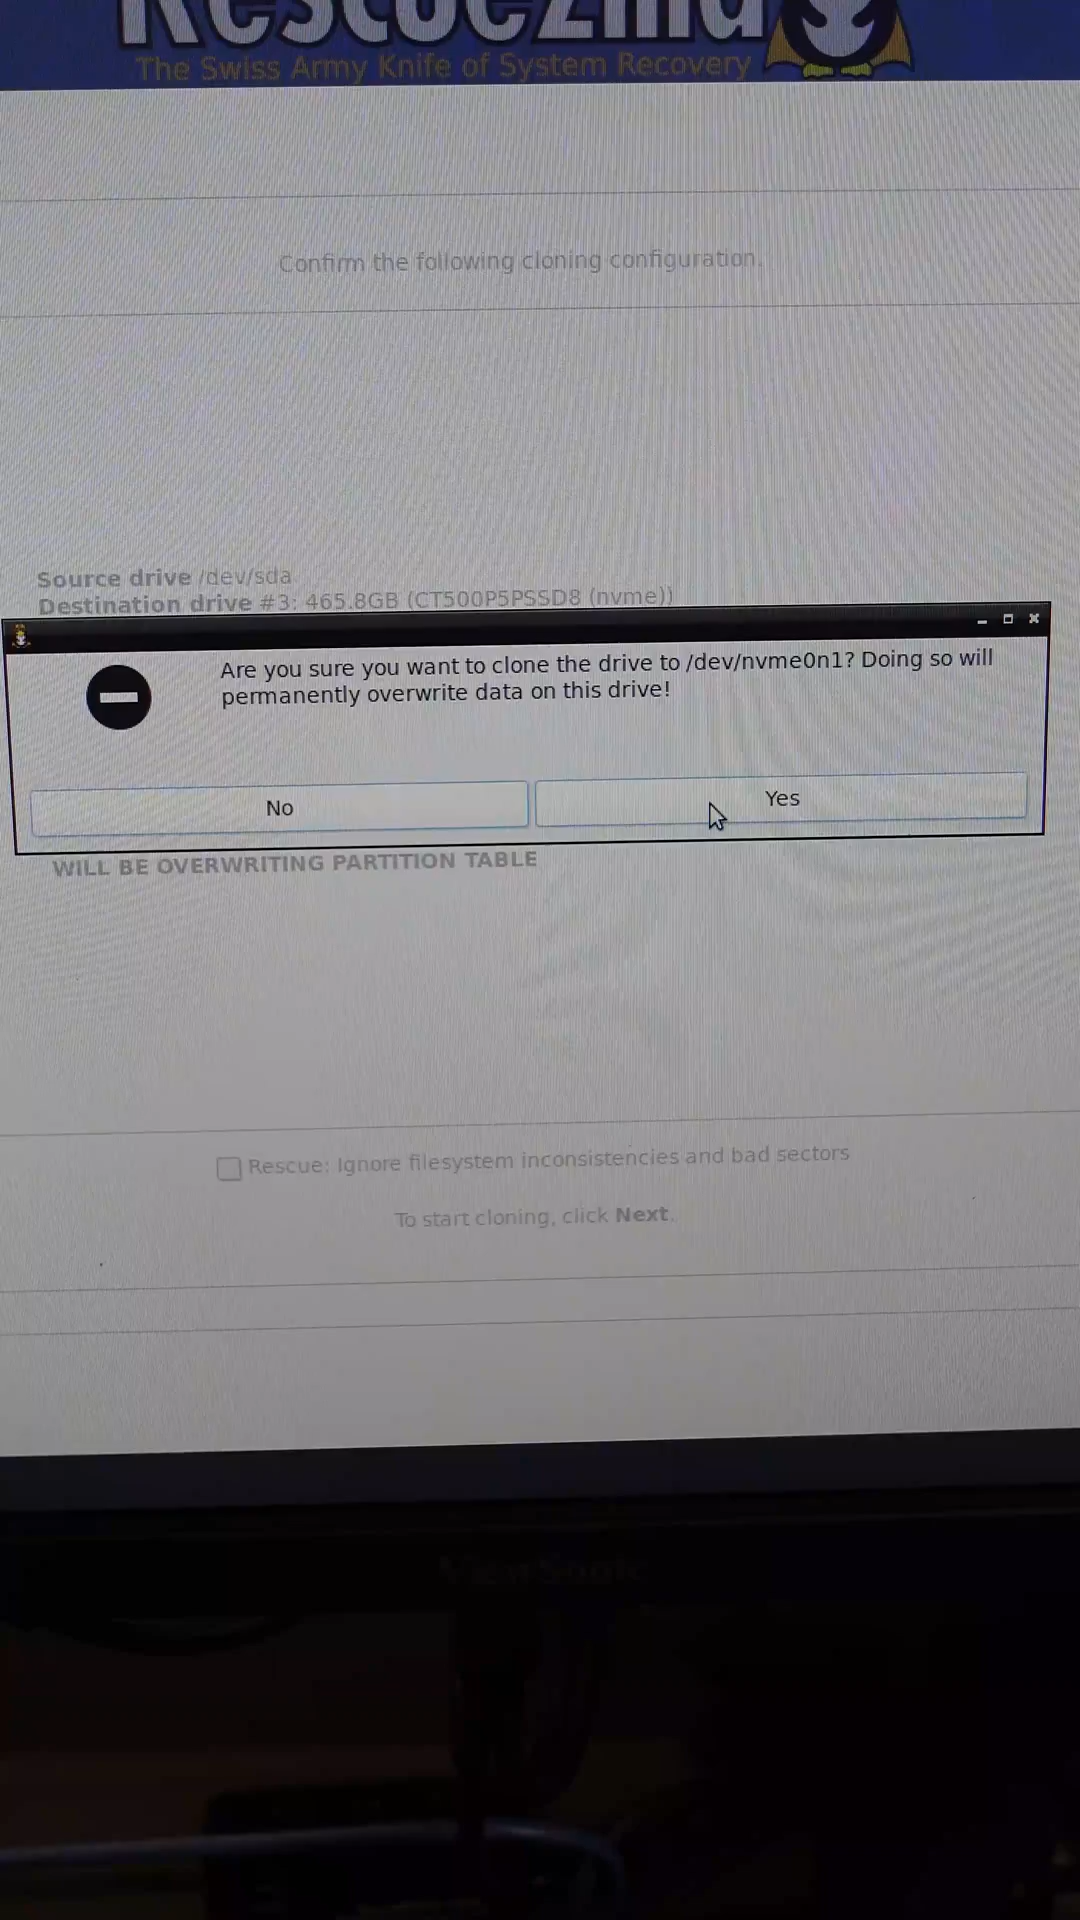 Rescuezilla
The Swiss Army Knife of System Recovery
Confirm the following cloning configuration.
Source drive /dev/sda
Destination drive #3: 465.8GB (CT500P5PSSD8 (nvme))
Are you sure you want to clone the drive to /dev/nvme0n1? Doing so will
permanently overwrite data on this drive!
No
Yes
WILL BE OVERWRITING PARTITION TABLE
Rescue: Ignore filesystem inconsistencies and bad sectors
To start cloning, click Next.
ViewSonic